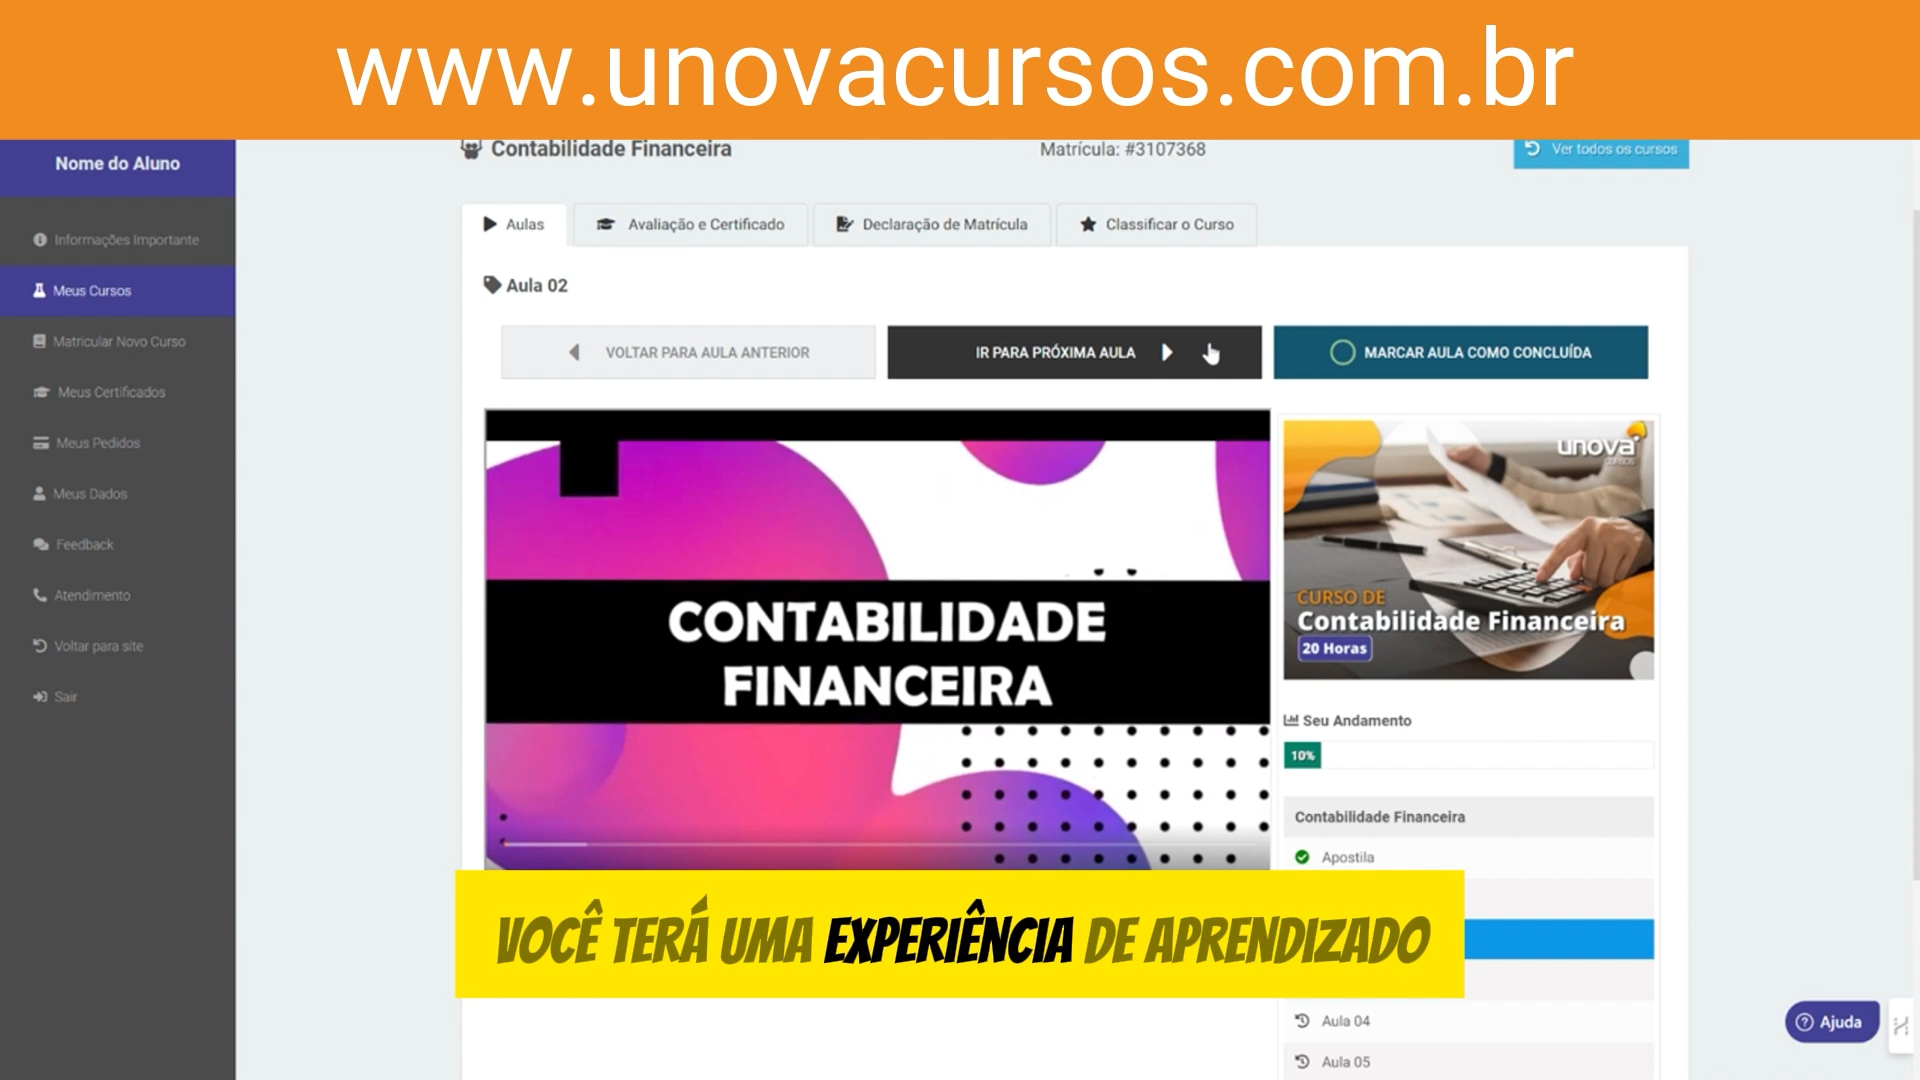 www.unovacursos.com.br
Nome do Aluno
Informações Importante
Meus Cursos
Matricular Novo Curso
Meus Certificados
Meus Pedidos
Meus Dados
Feedback
Atendimento
Voltar para site
Sair
Contabilidade Financeira
Matrícula: #3107368
Ver todos os cursos
Aulas
Avaliação e Certificado
Declaração de Matrícula
Classificar o Curso
Aula 02
VOLTAR PARA AULA ANTERIOR
IR PARA PRÓXIMA AULA
MARCAR AULA COMO CONCLUÍDA
CONTABILIDADE
FINANCEIRA
unova
CURSOS
CURSO DE
Contabilidade Financeira
20 Horas
Seu Andamento
10%
Contabilidade Financeira
Apostila
VOCÊ TERÁ UMA EXPERIÊNCIA DE APRENDIZADO
Aula 04
Aula 05
Ajuda